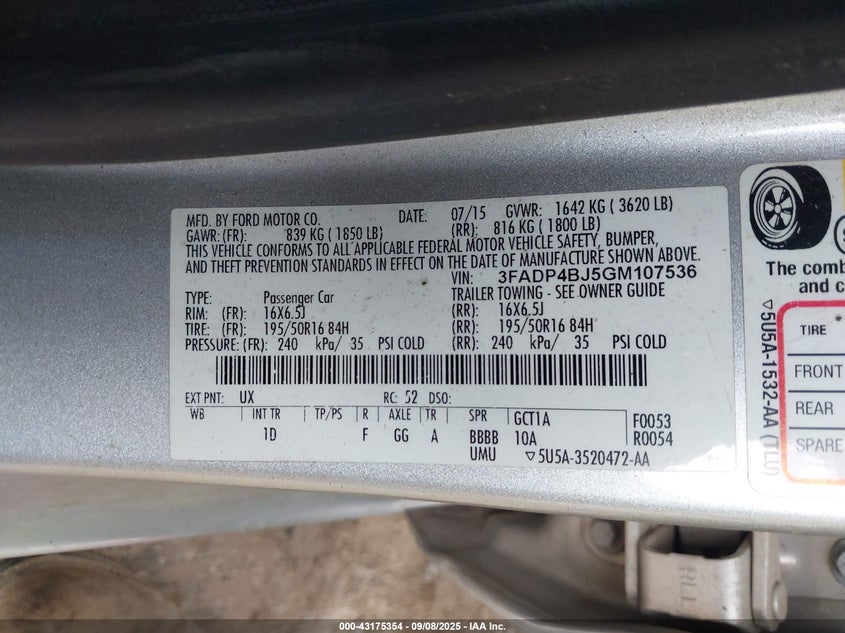 MFD. BY FORD MOTOR CO. DATE: 07/15 GVWR: 1642 KG ( 3620 LB)
GAWR: (FR): 839 KG ( 1850 LB) (RR): 816 KG ( 1800 LB)
THIS VEHICLE CONFORMS TO ALL APPLICABLE FEDERAL MOTOR VEHICLE SAFETY, BUMPER,
AND THEFT PREVENTION STANDARDS IN EFFECT ON THE DATE OF MANUFACTURE SHOWN ABOVE.
VIN: 3FADP4BJ5GM107536
TYPE: Passenger Car TRAILER TOWING - SEE OWNER GUIDE
RIM: (FR): 16X6.5J (RR): 16X6.5J
TIRE: (FR): 195/50R16 84H (RR): 195/50R16 84H
PRESSURE: (FR): 240 kPa/ 35 PSI COLD (RR): 240 kPa/ 35 PSI COLD
EXT PNT: UX RC: 52 DSO:
WB INT TR TP/PS R AXLE TR SPR GCT1A F0053
1D F GG A BBBB 10A R0054
UMU ▽5U5A-3520472-AA
The comb
and c
▽5U5A-1532-AA (TLU)
TIRE
FRONT
REAR
SPARE
RLL
000-43175354 - 09/08/2025 - IAA Inc.